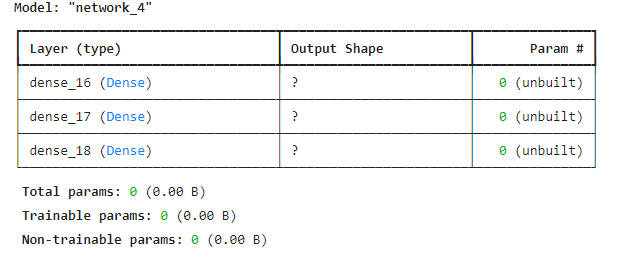 Model: "network_4"
Layer (type) Output Shape Param #
dense_16 (Dense) ? 0 (unbuilt)
dense_17 (Dense) ? 0 (unbuilt)
dense_18 (Dense) ? 0 (unbuilt)
Total params: 0 (0.00 B)
Trainable params: 0 (0.00 B)
Non-trainable params: 0 (0.00 B)